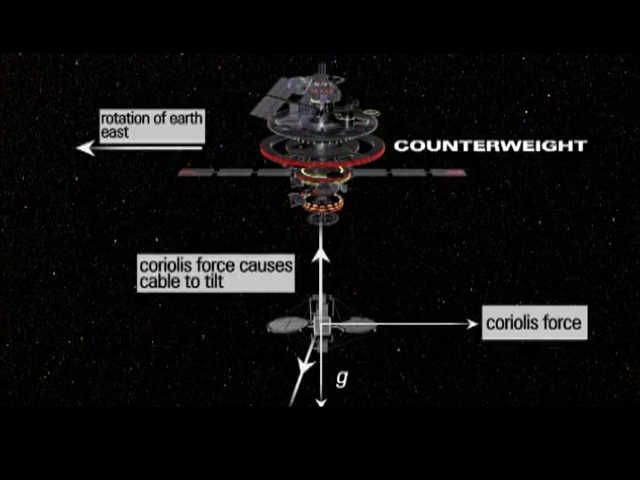 rotation of earth
east
COUNTERWEIGHT
coriolis force causes
cable to tilt
coriolis force
g